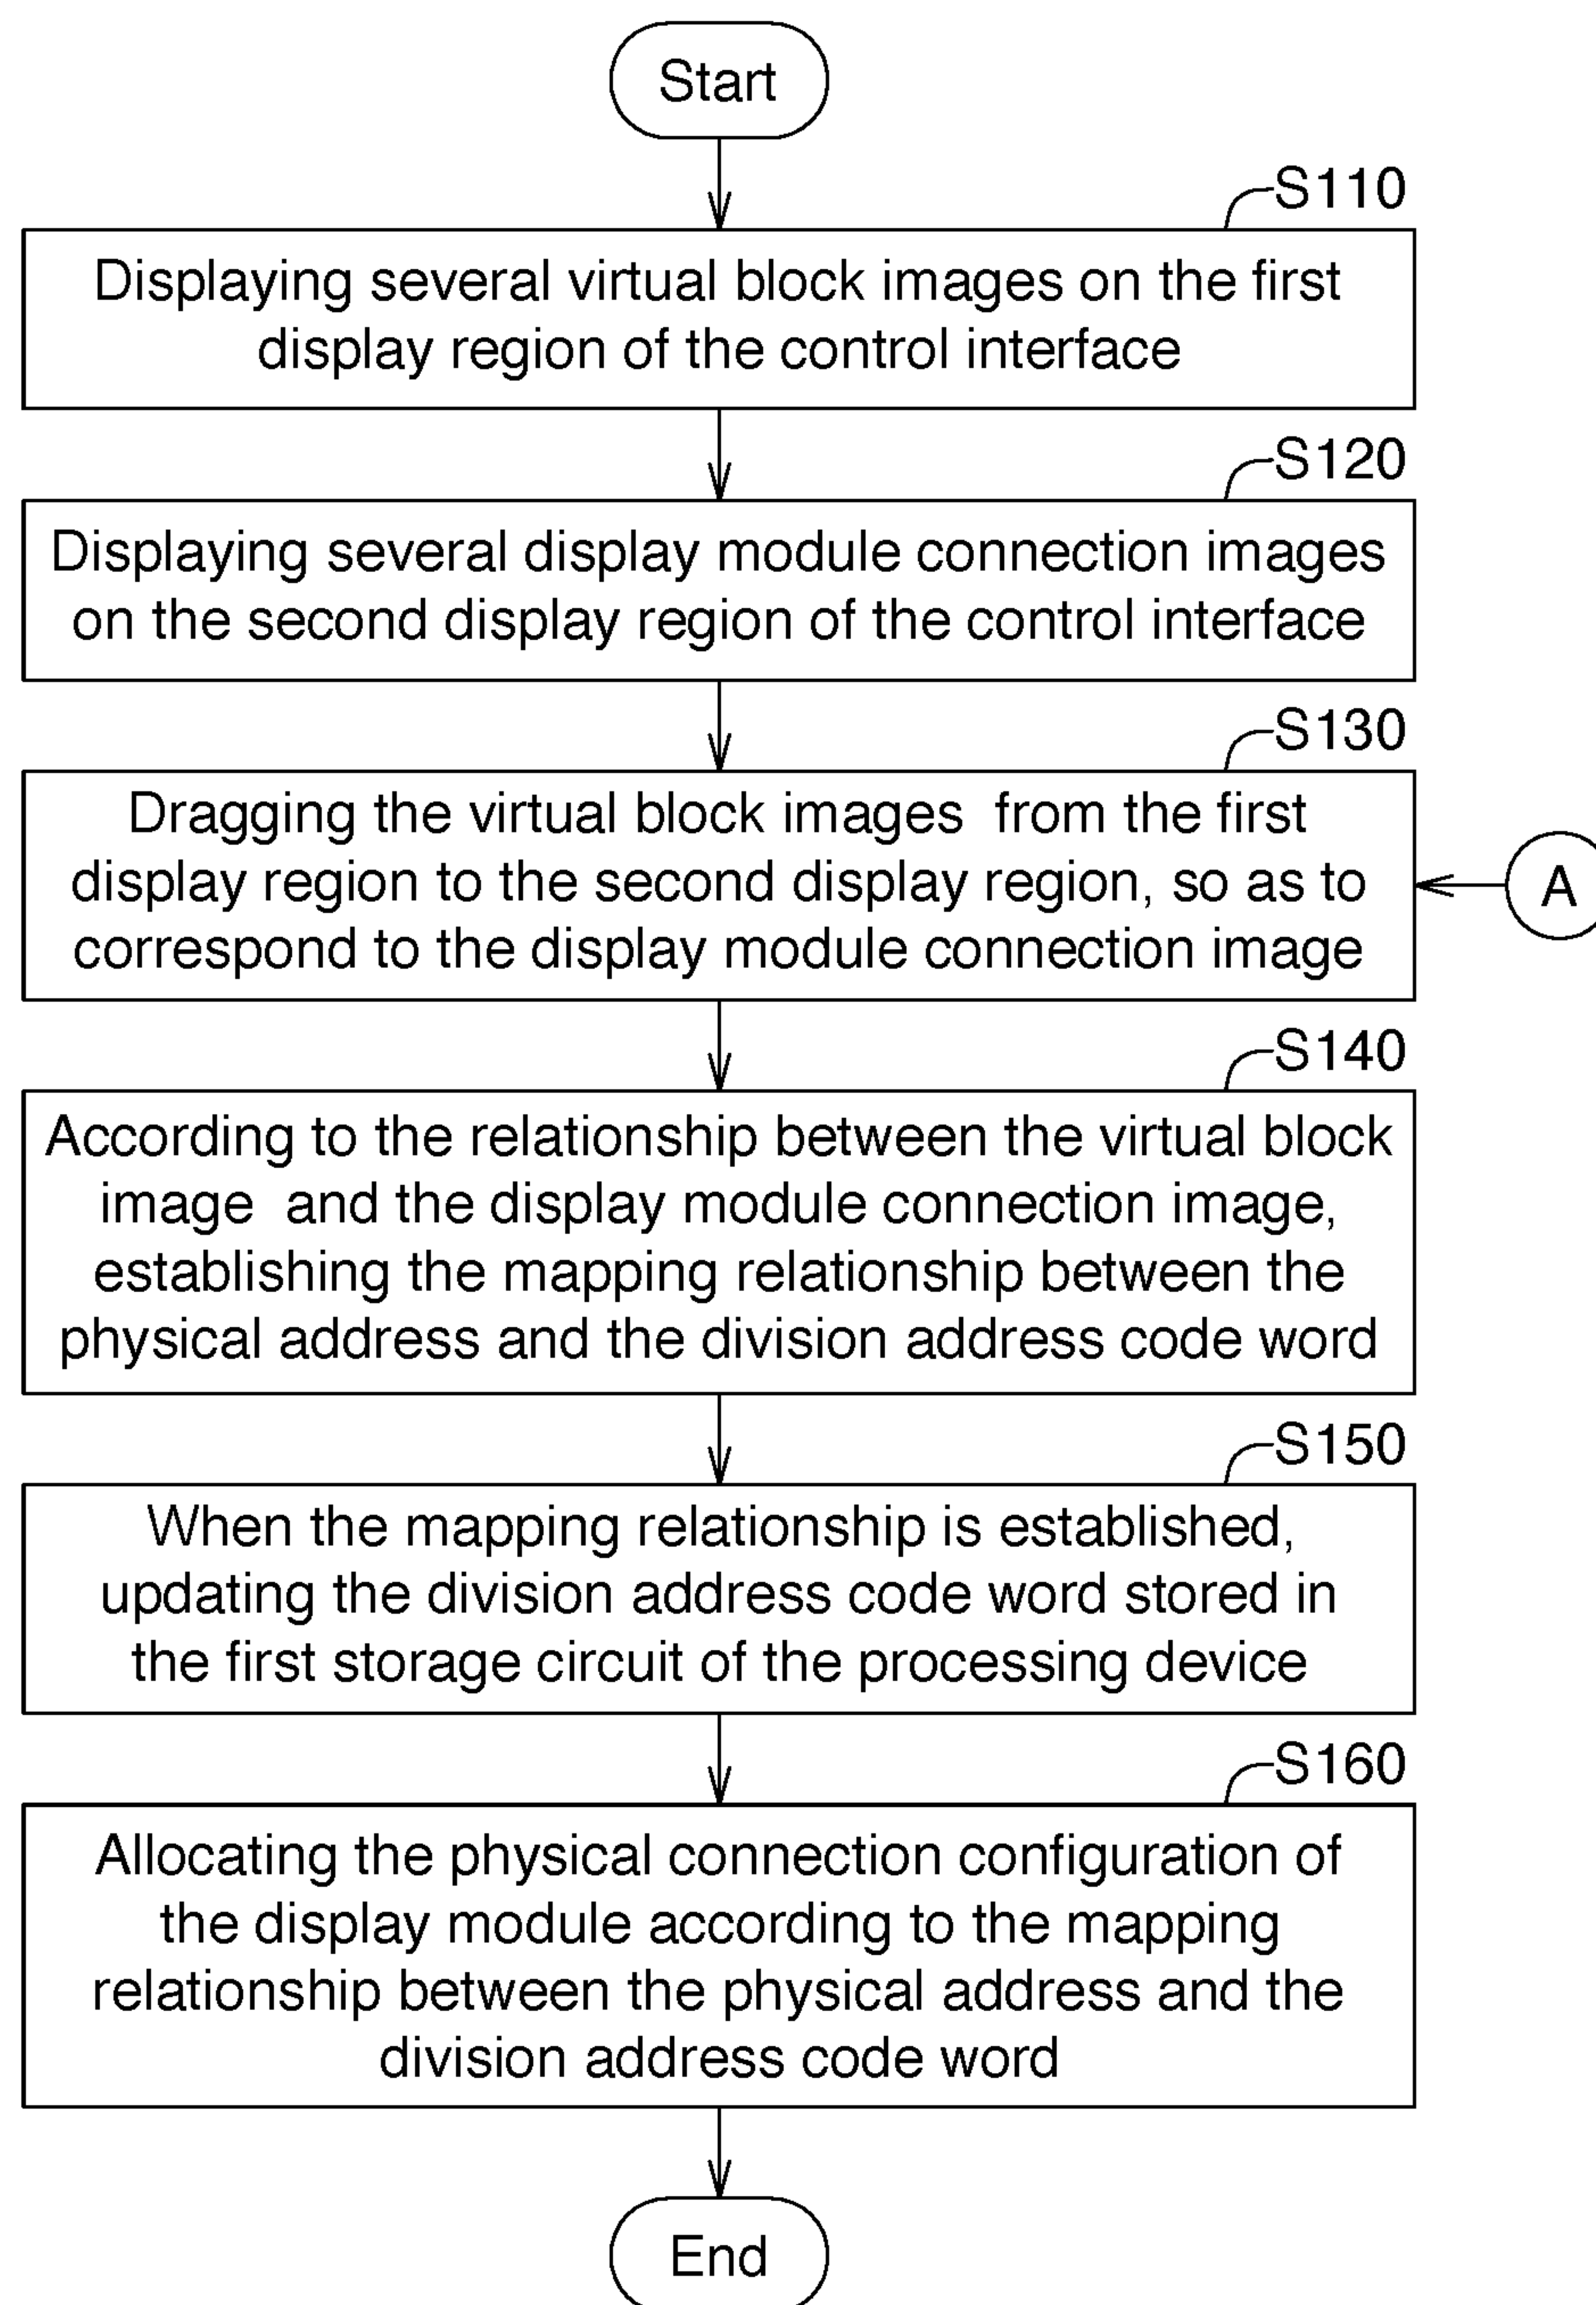 Start
S110
Displaying several virtual block images on the first
display region of the control interface
S120
Displaying several display module connection images
on the second display region of the control interface
S130
Dragging the virtual block images  from the first
display region to the second display region, so as to
correspond to the display module connection image
A
S140
According to the relationship between the virtual block
image  and the display module connection image,
establishing the mapping relationship between the
physical address and the division address code word
S150
When the mapping relationship is established,
updating the division address code word stored in
the first storage circuit of the processing device
S160
Allocating the physical connection configuration of
the display module according to the mapping
relationship between the physical address and the
division address code word
End